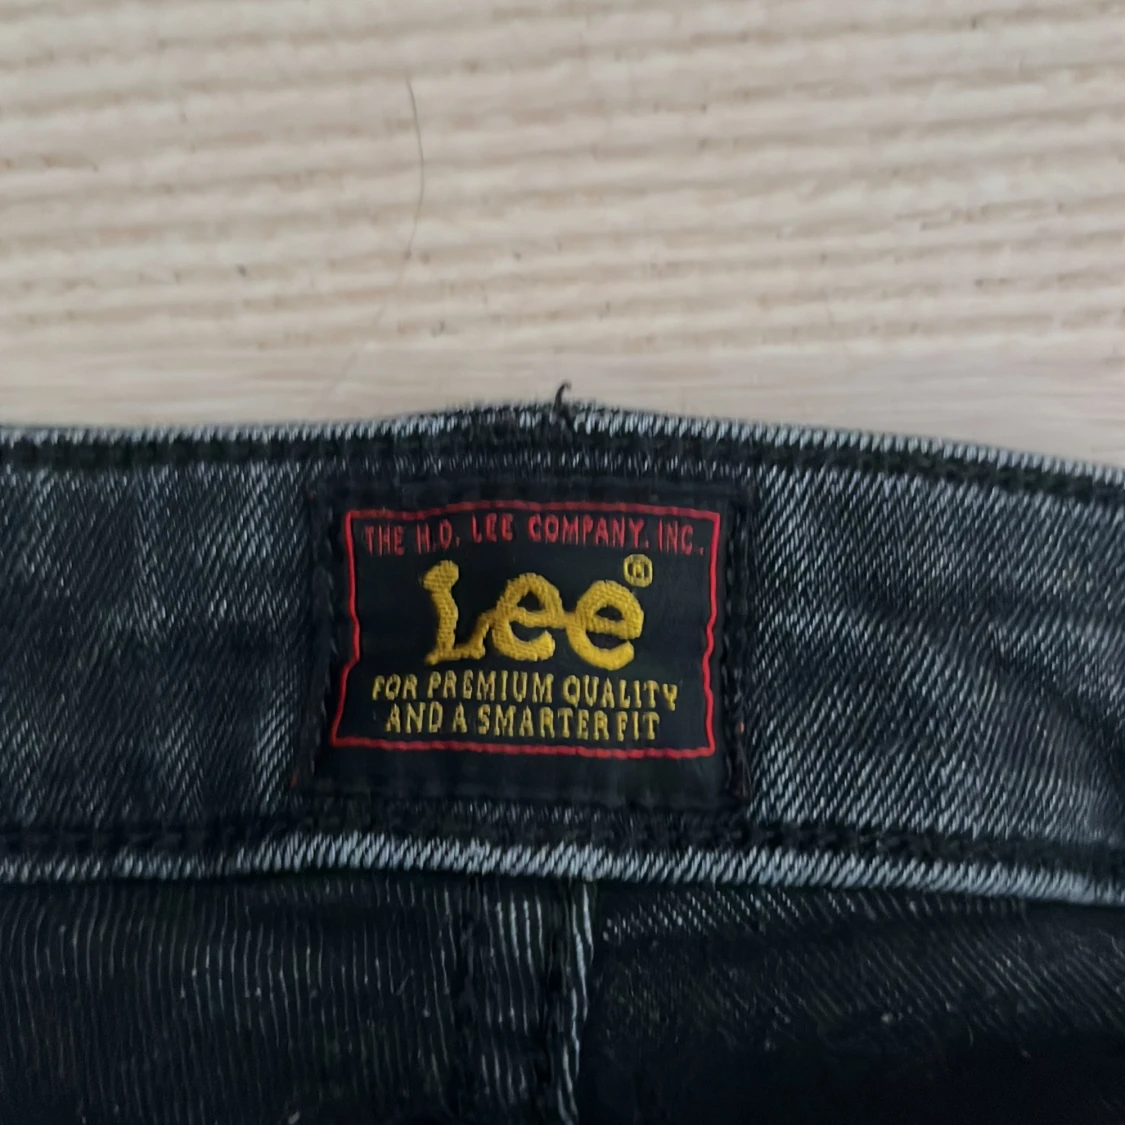 THE H.D. LEE COMPANY, INC.
Lee®
FOR PREMIUM QUALITY
AND A SMARTER FIT